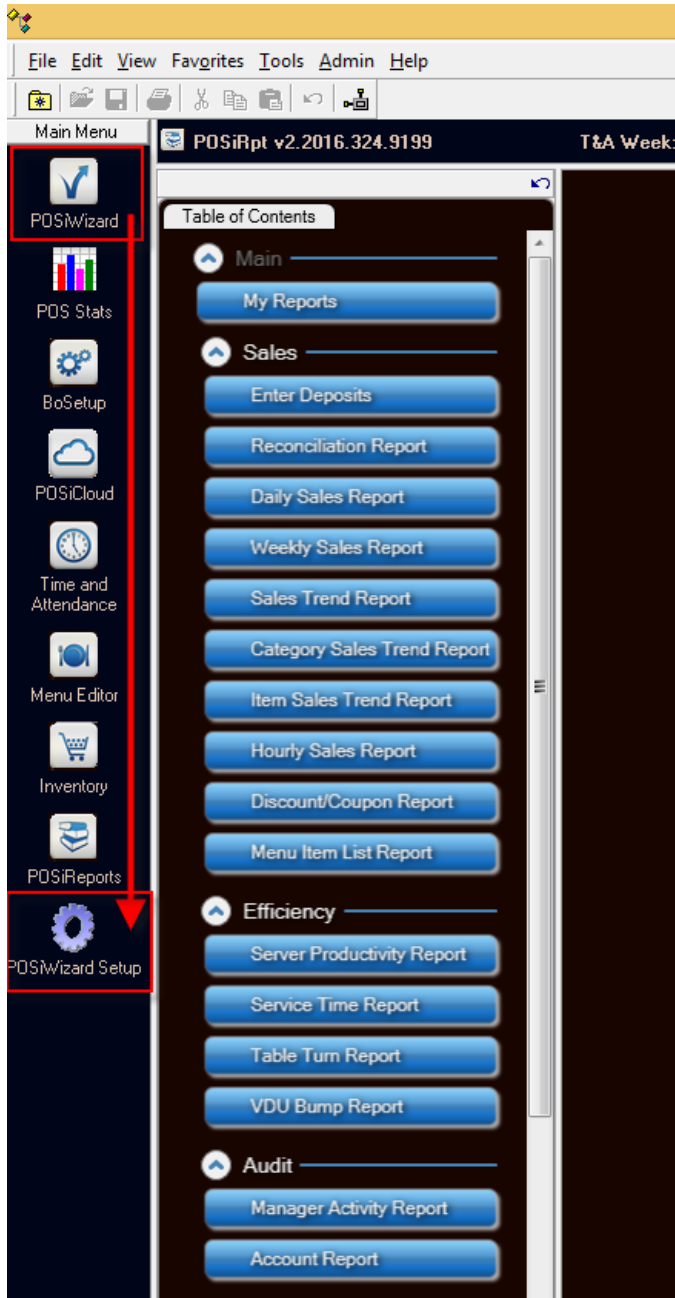 File Edit View Favorites Tools Admin Help
Main Menu
POSiRpt v2.2016.324.9199 T&A Week:
POSiWizard
POS Stats
BoSetup
POSiCloud
Time and
Attendance
Menu Editor
Inventory
POSiReports
POSiWizard Setup
Table of Contents
Main
My Reports
Sales
Enter Deposits
Reconciliation Report
Daily Sales Report
Weekly Sales Report
Sales Trend Report
Category Sales Trend Report
Item Sales Trend Report
Hourly Sales Report
Discount/Coupon Report
Menu Item List Report
Efficiency
Server Productivity Report
Service Time Report
Table Turn Report
VDU Bump Report
Audit
Manager Activity Report
Account Report